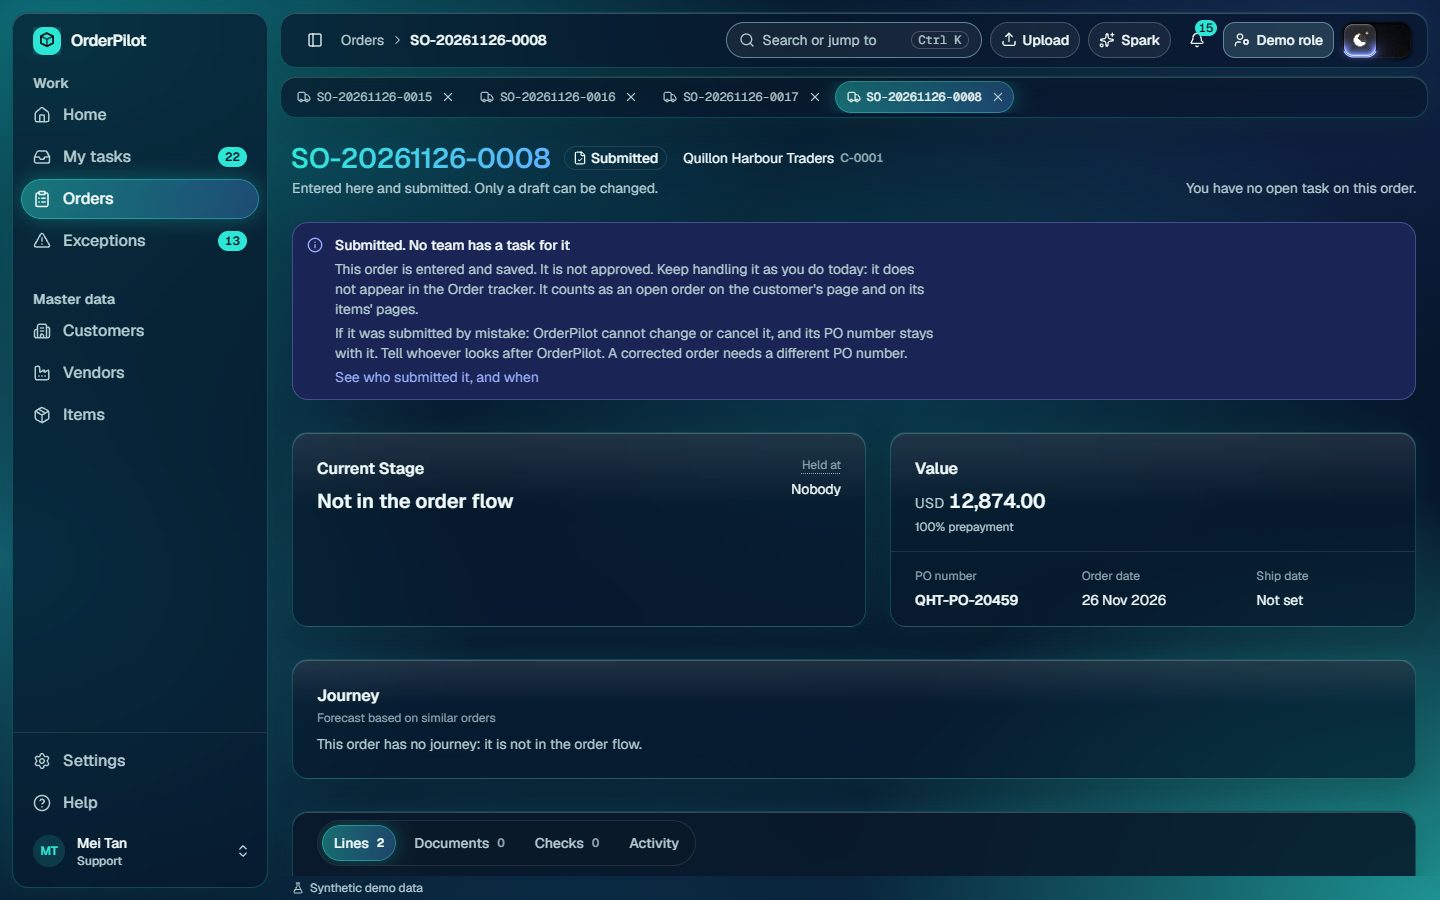 OrderPilot
Work
Home
My tasks 22
Orders
Exceptions 13
Master data
Customers
Vendors
Items
Settings
Help
MT
Mei Tan
Support
Orders > SO-20261126-0008
Search or jump to Ctrl K
Upload
Spark
15
Demo role
SO-20261126-0015
SO-20261126-0016
SO-20261126-0017
SO-20261126-0008
SO-20261126-0008 Submitted Quillon Harbour Traders C-0001
Entered here and submitted. Only a draft can be changed.
You have no open task on this order.
Submitted. No team has a task for it
This order is entered and saved. It is not approved. Keep handling it as you do today: it does
not appear in the Order tracker. It counts as an open order on the customer's page and on its
items' pages.
If it was submitted by mistake: OrderPilot cannot change or cancel it, and its PO number stays
with it. Tell whoever looks after OrderPilot. A corrected order needs a different PO number.
See who submitted it, and when
Current Stage
Not in the order flow
Held at
Nobody
Value
USD 12,874.00
100% prepayment
PO number
QHT-PO-20459
Order date
26 Nov 2026
Ship date
Not set
Journey
Forecast based on similar orders
This order has no journey: it is not in the order flow.
Lines 2
Documents 0
Checks 0
Activity
Synthetic demo data